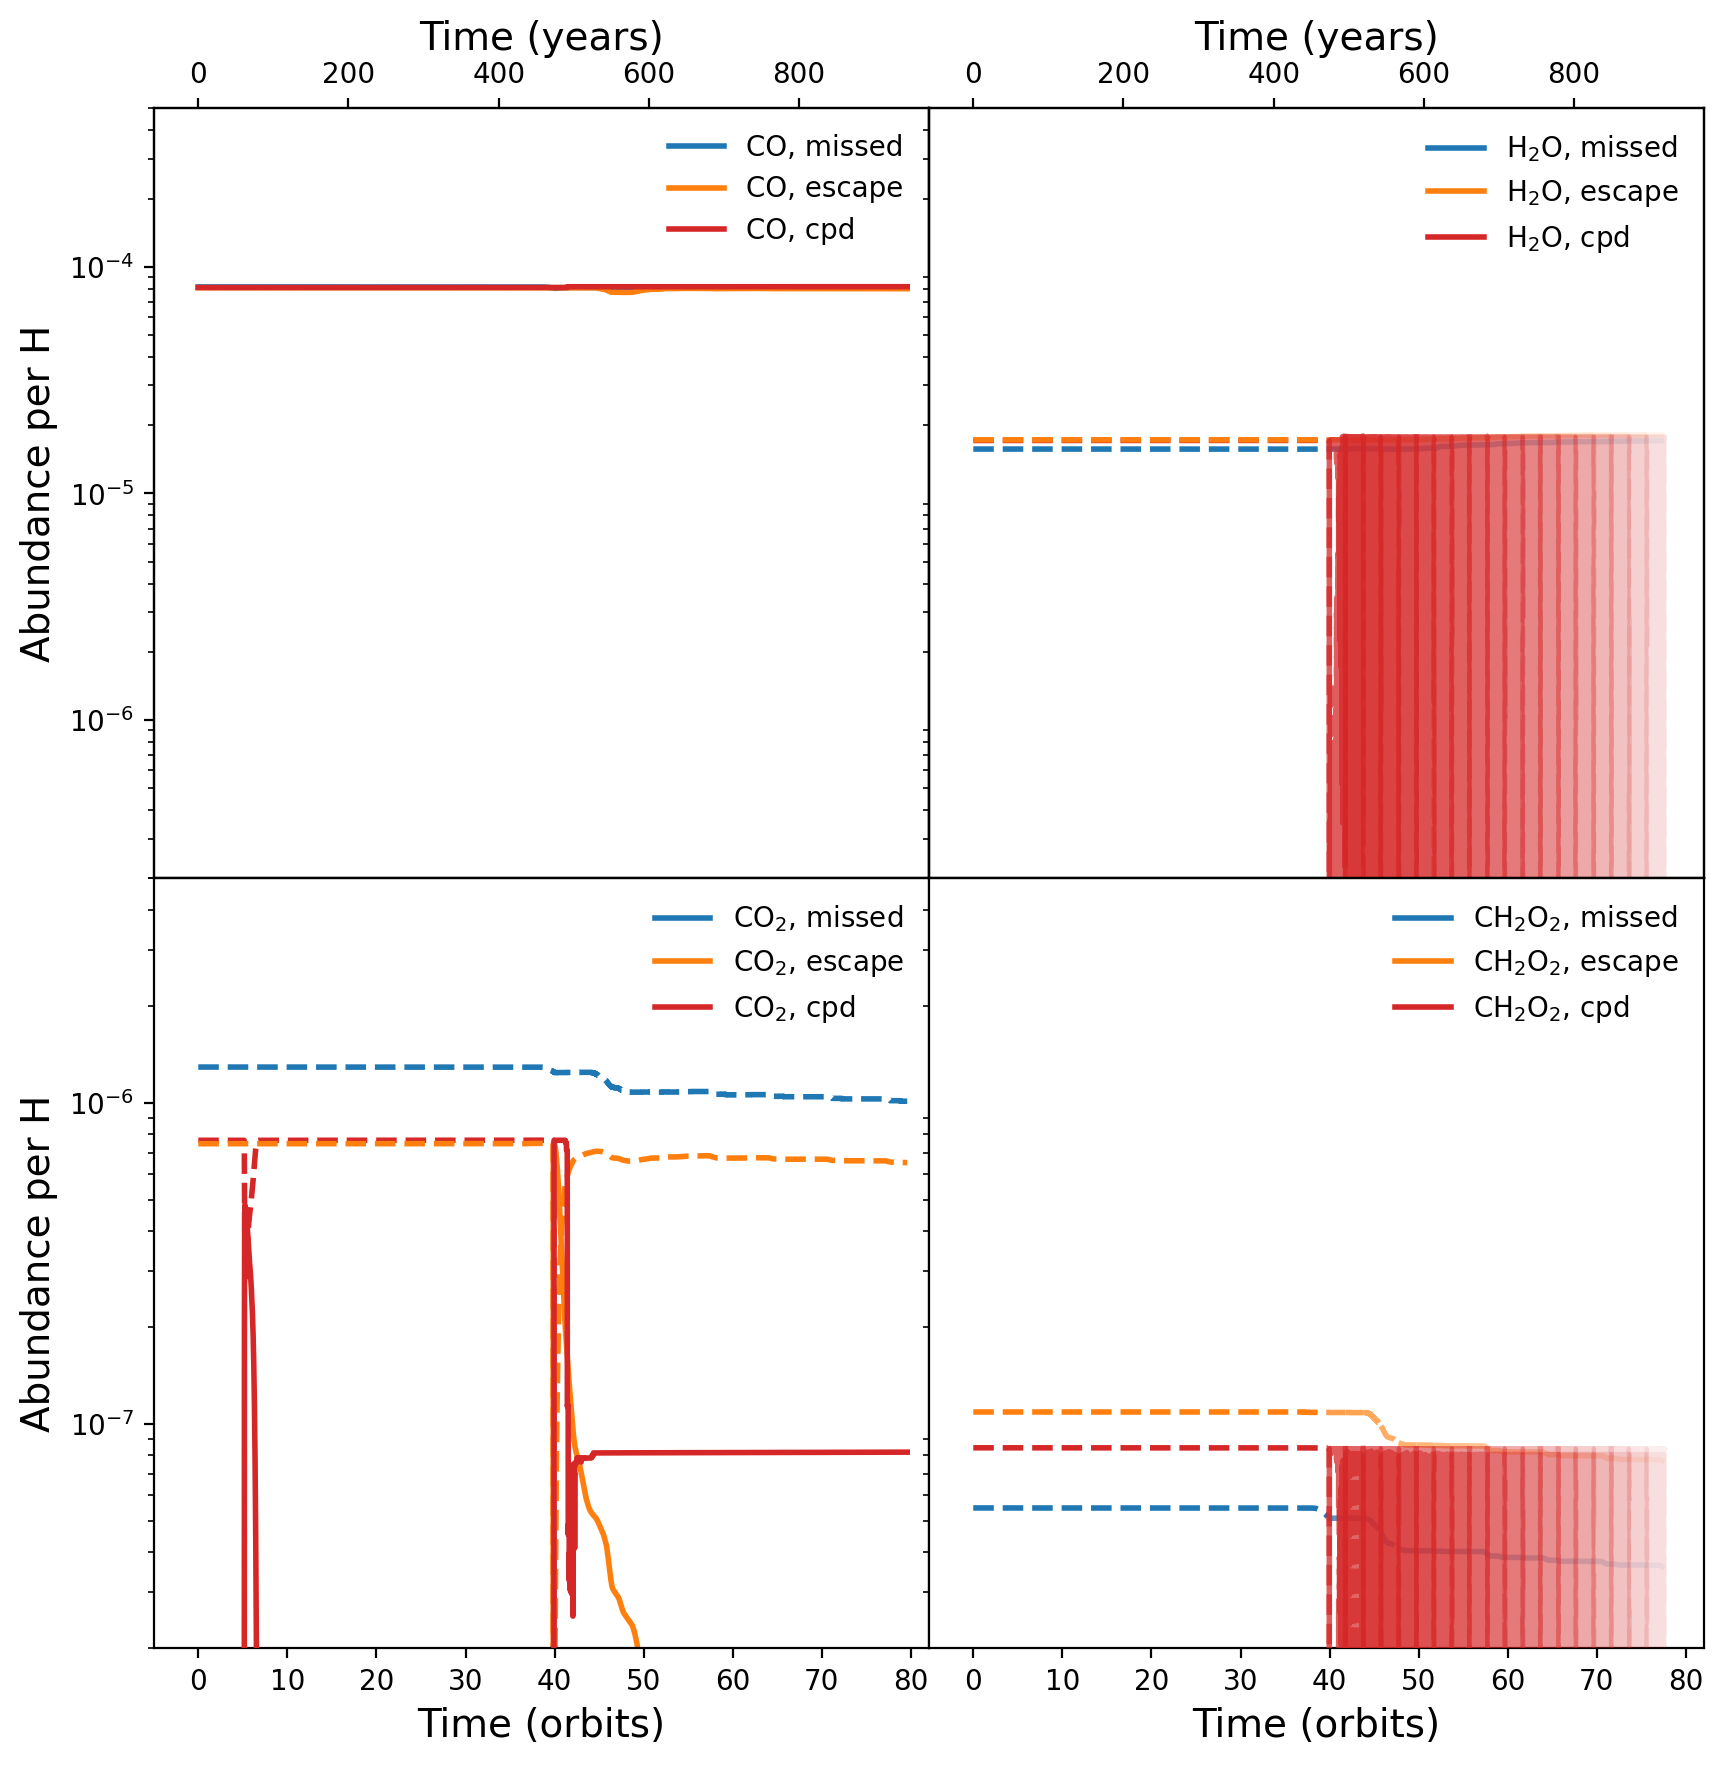 Time (years)
Time (years)
0 200 400 600 800
0 200 400 600 800
CO, missed
CO, escape
CO, cpd
H₂O, missed
H₂O, escape
H₂O, cpd
Abundance per H
10⁻⁴
10⁻⁵
10⁻⁶
CO₂, missed
CO₂, escape
CO₂, cpd
CH₂O₂, missed
CH₂O₂, escape
CH₂O₂, cpd
Abundance per H
10⁻⁶
10⁻⁷
0 10 20 30 40 50 60 70 80
0 10 20 30 40 50 60 70 80
Time (orbits)
Time (orbits)